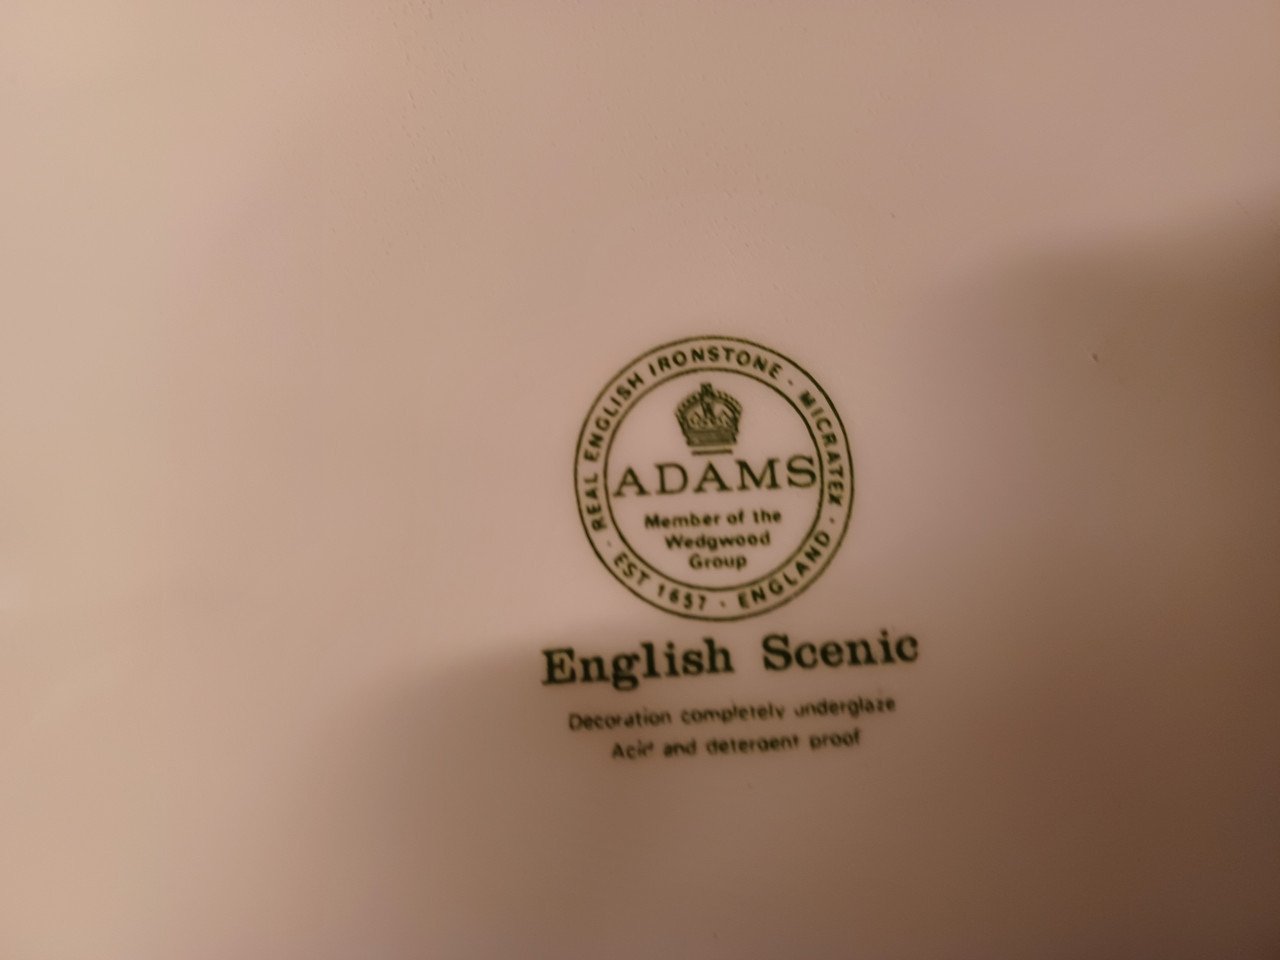 REAL ENGLISH IRONSTONE · MICRATEX · ENGLAND · EST 1657 ·
ADAMS
Member of the
Wedgwood
Group
English Scenic
Decoration completely underglaze
Acid and detergent proof